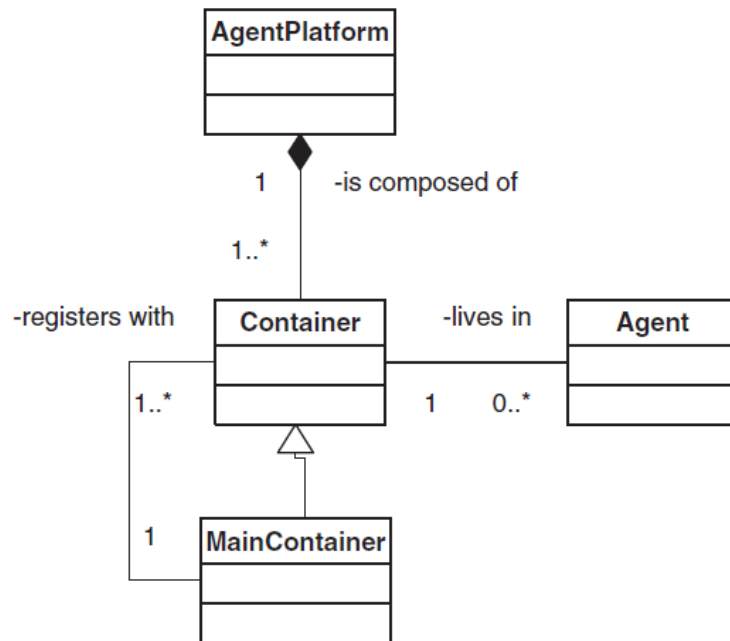 AgentPlatform
1 -is composed of
1..*
-registers with Container -lives in Agent
1..* 1 0..*
1
MainContainer